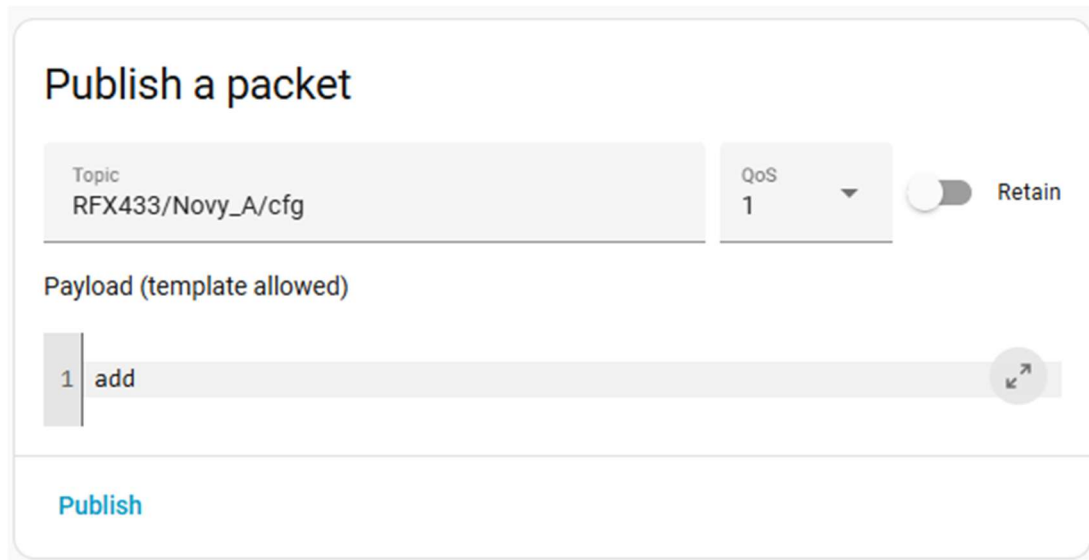 Publish a packet
Topic
RFX433/Novy_A/cfg
QoS
1
Retain
Payload (template allowed)
1 add
Publish